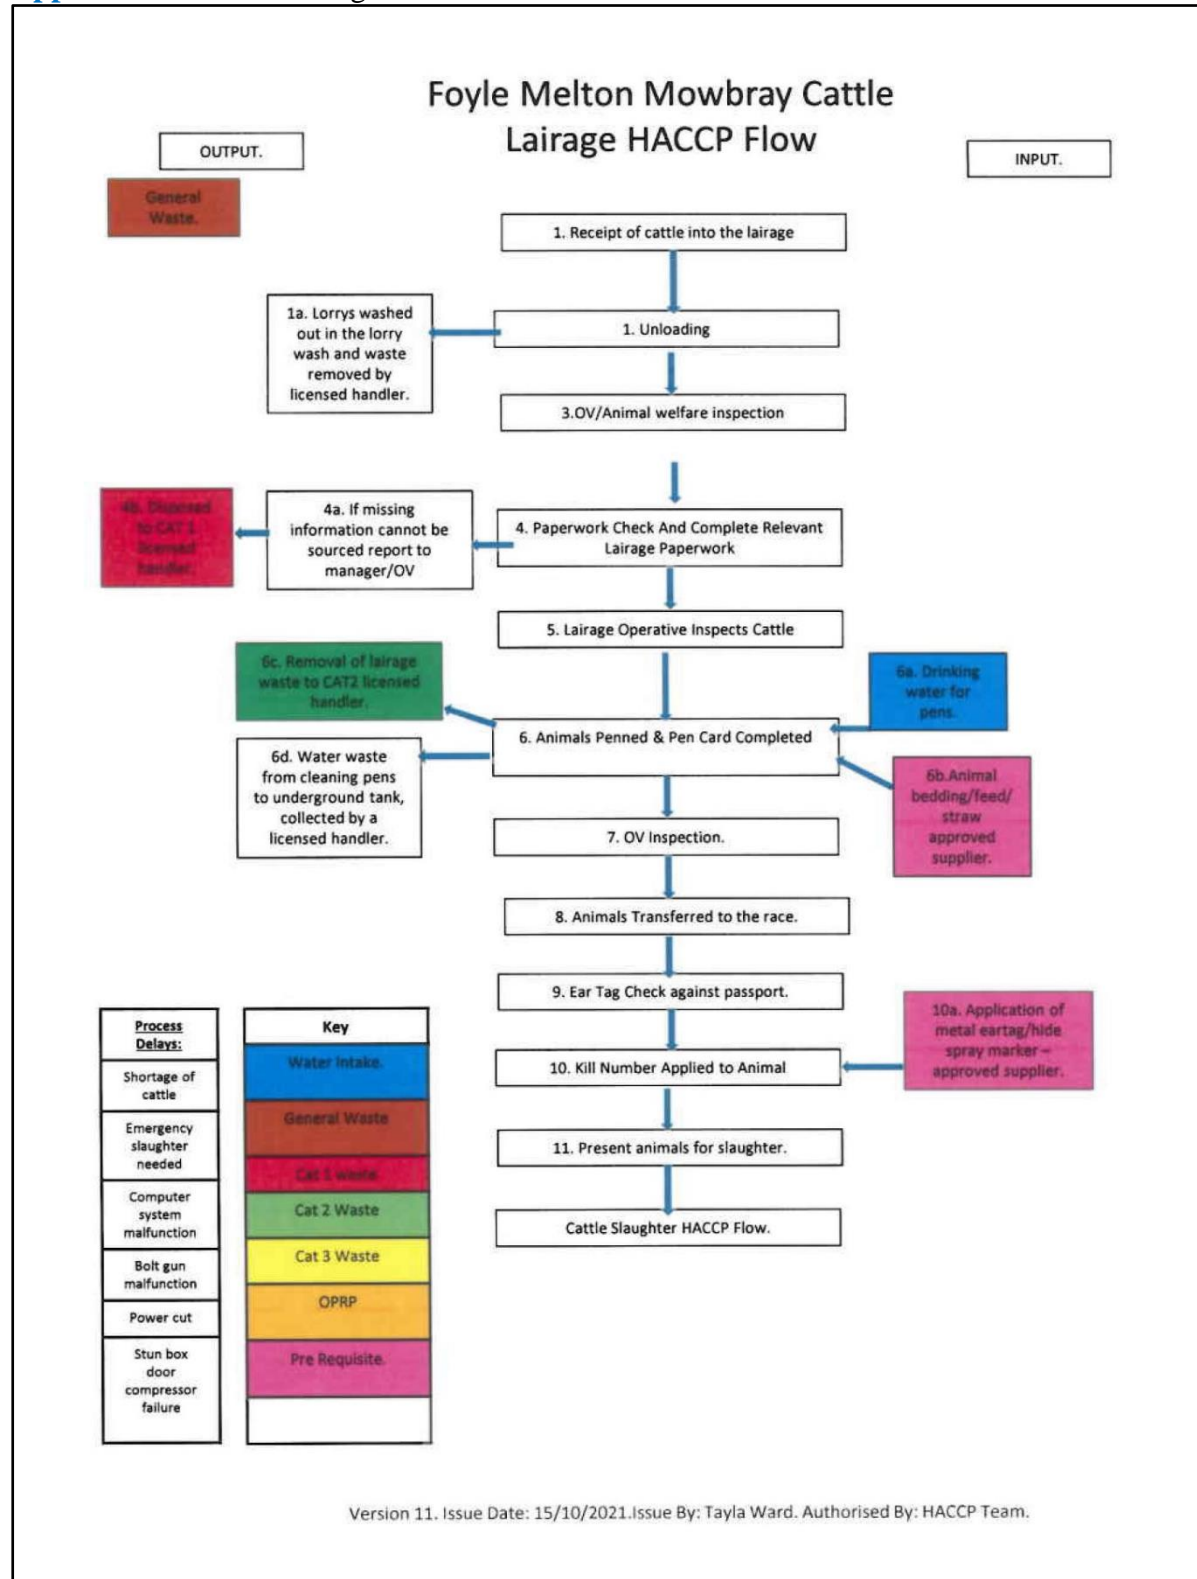 Foyle Melton Mowbray Cattle
Lairage HACCP Flow
OUTPUT.
INPUT.
General
Waste.
1. Receipt of cattle into the lairage
1a. Lorrys washed
out in the lorry
wash and waste
removed by
licensed handler.
1. Unloading
3.OV/Animal welfare inspection
4b. Disposed
to CAT 1
licensed
handler.
4a. If missing
information cannot be
sourced report to
manager/OV
4. Paperwork Check And Complete Relevant
Lairage Paperwork
5. Lairage Operative Inspects Cattle
6c. Removal of lairage
waste to CAT2 licensed
handler.
6a. Drinking
water for
pens.
6. Animals Penned & Pen Card Completed
6d. Water waste
from cleaning pens
to underground tank,
collected by a
licensed handler.
6b.Animal
bedding/feed/
straw
approved
supplier.
7. OV Inspection.
8. Animals Transferred to the race.
9. Ear Tag Check against passport.
10a. Application of
metal eartag/hide
spray marker –
approved supplier.
10. Kill Number Applied to Animal
11. Present animals for slaughter.
Cattle Slaughter HACCP Flow.
Process
Delays:
Shortage of
cattle
Emergency
slaughter
needed
Computer
system
malfunction
Bolt gun
malfunction
Power cut
Stun box
door
compressor
failure
Key
Water Intake.
General Waste
Cat 1 waste
Cat 2 Waste
Cat 3 Waste
OPRP
Pre Requisite.
Version 11. Issue Date: 15/10/2021.Issue By: Tayla Ward. Authorised By: HACCP Team.